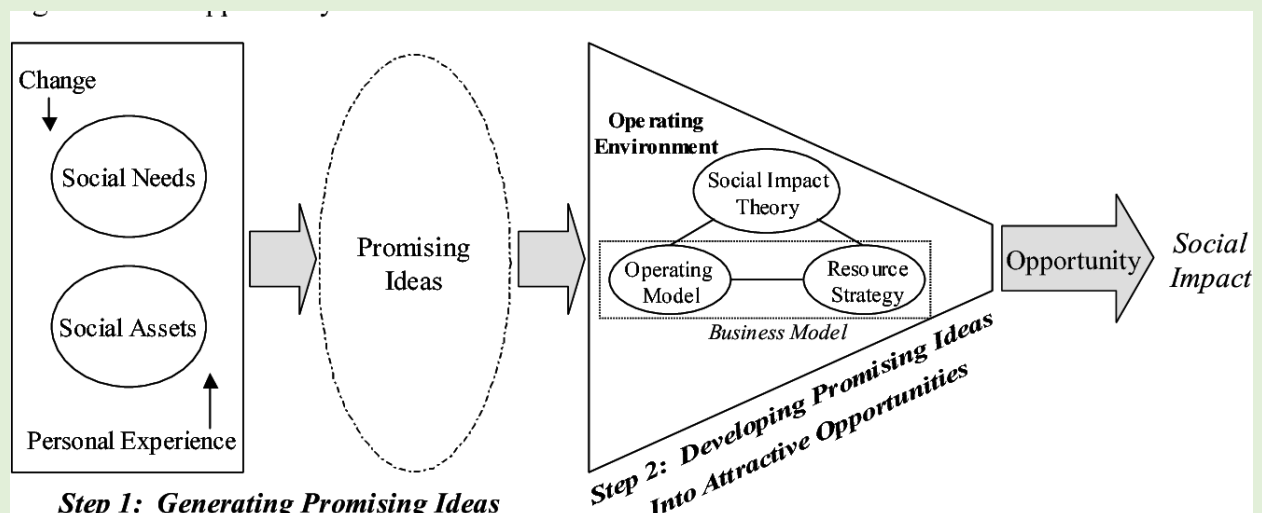 Change
Social Needs
Social Assets
Personal Experience
Step 1:  Generating Promising Ideas
Promising
Ideas
Operating
Environment
Social Impact
Theory
Operating
Model
Resource
Strategy
Business Model
Step 2:  Developing Promising Ideas
Into Attractive Opportunities
Opportunity
Social
Impact